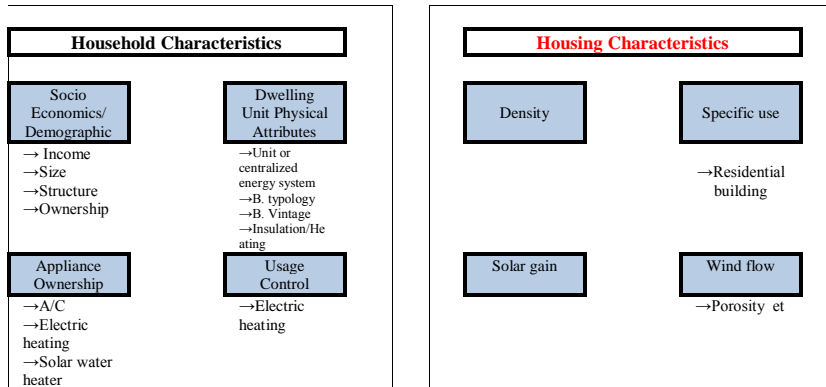 Household Characteristics
Socio
Economics/
Demographic
→ Income
→Size
→Structure
→Ownership
Dwelling
Unit Physical
Attributes
→Unit or
centralized
energy system
→B. typology
→B. Vintage
→Insulation/He
ating
Appliance
Ownership
→A/C
→Electric
heating
→Solar water
heater
Usage
Control
→Electric
heating
Housing Characteristics
Density
Specific use
→Residential
building
Solar gain
Wind flow
→Porosity et